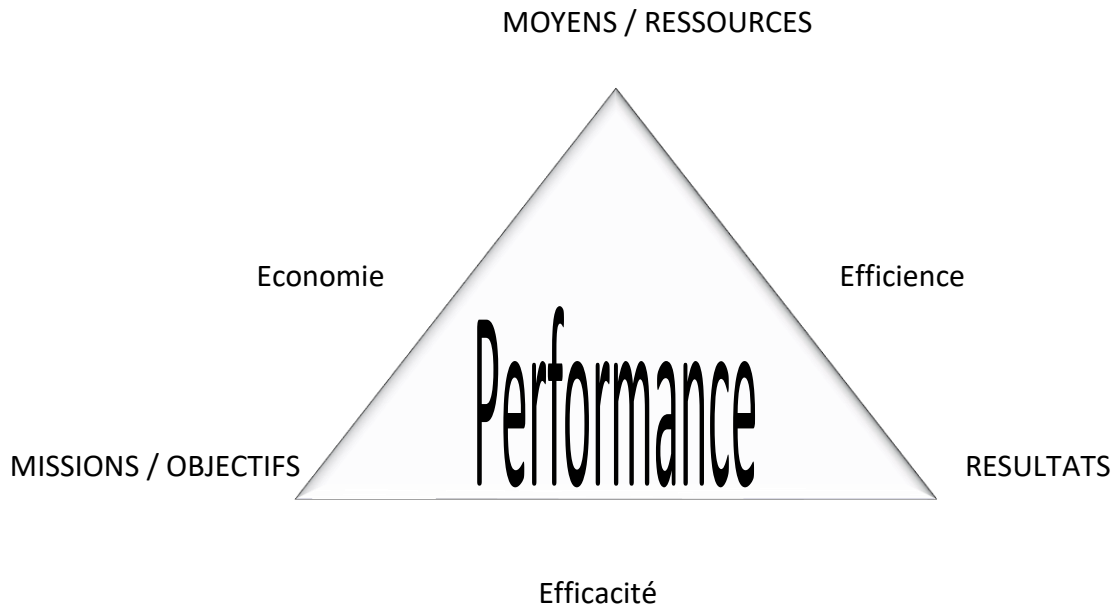 MOYENS / RESSOURCES
Economie
Efficience
Performance
MISSIONS / OBJECTIFS
RESULTATS
Efficacité